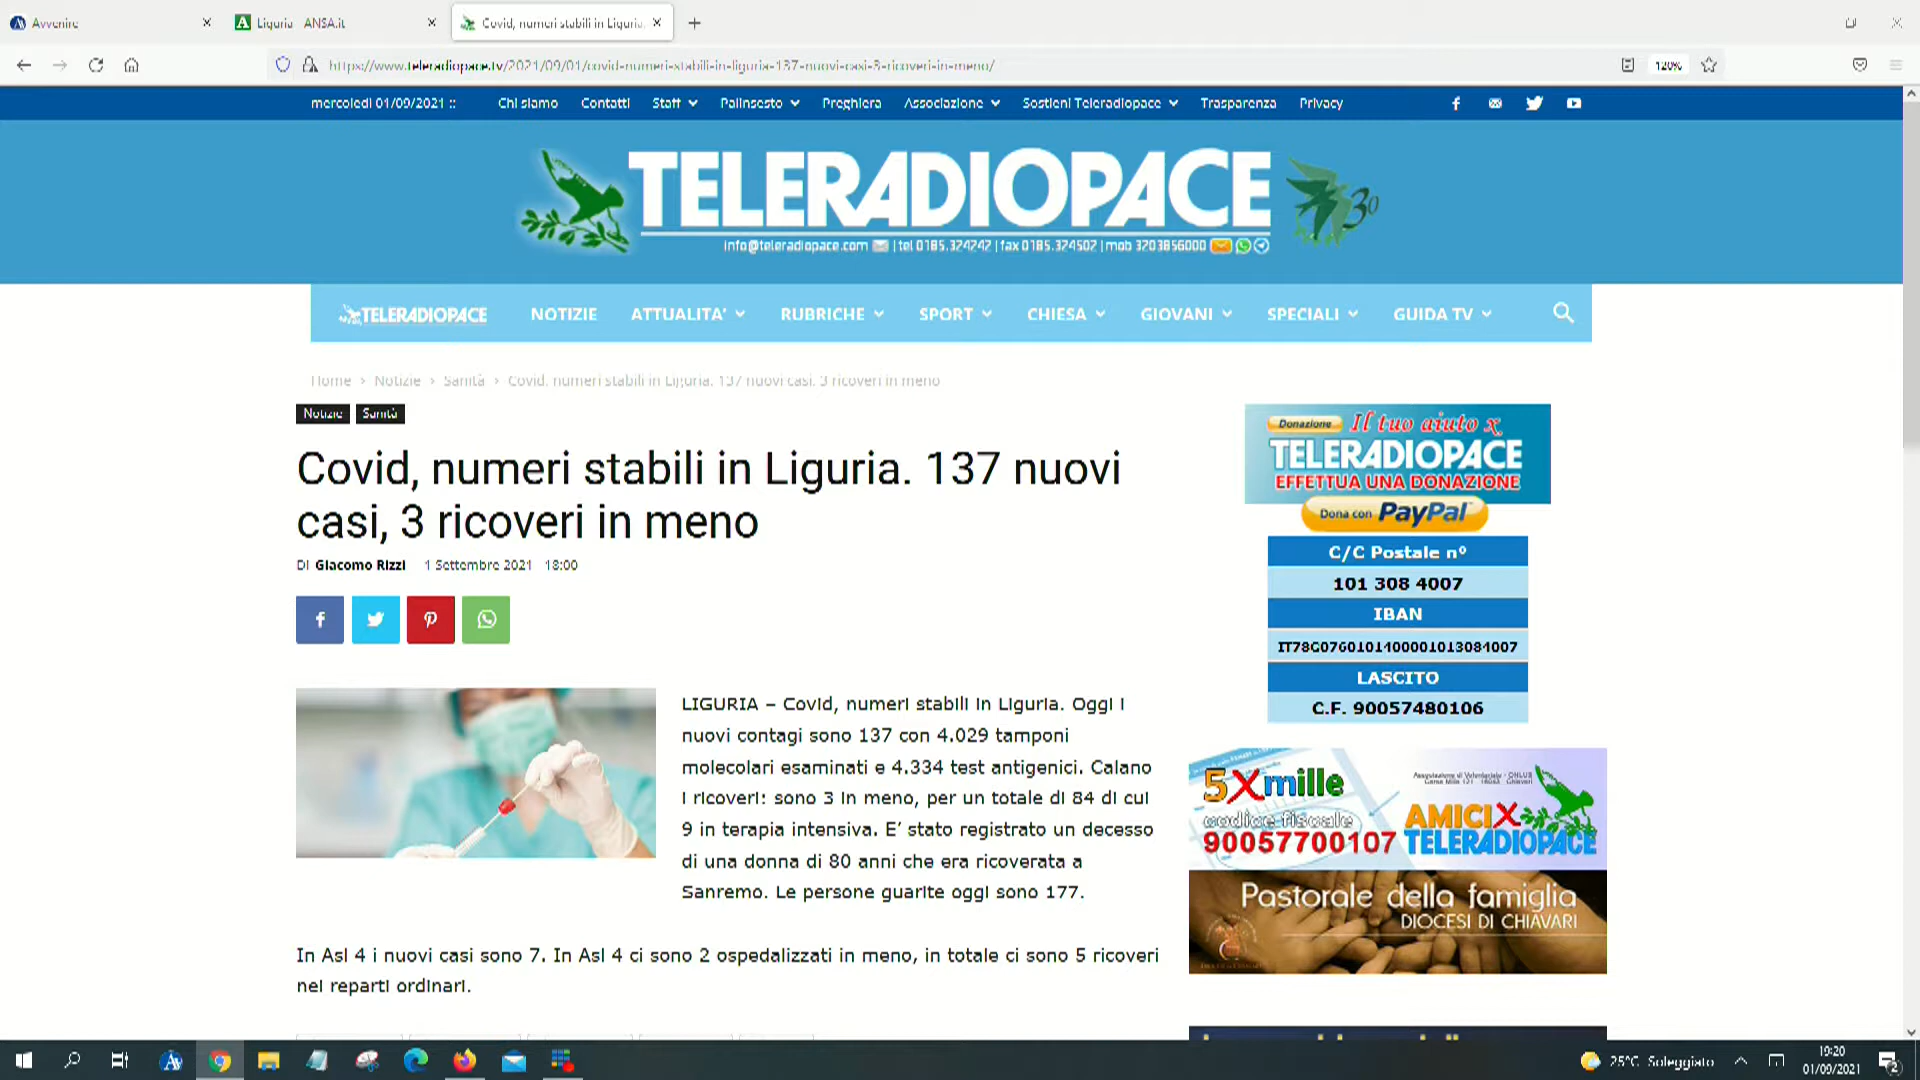 Avvenire
Liguria - ANSA.it
Covid, numeri stabili in Liguria.
https://www.teleradiopace.tv/2021/09/01/covid-numeri-stabili-in-liguria-137-nuovi-casi-3-ricoveri-in-meno/
120%
mercoledì 01/09/2021 ::
Chi siamo
Contatti
Staff
Palinsesto
Preghiera
Associazione
Sostieni Teleradiopace
Trasparenza
Privacy
TELERADIOPACE
30
info@teleradiopace.com | tel 0185.324242 | fax 0185.324502 | mob 3203856000
TELERADIOPACE
NOTIZIE
ATTUALITA'
RUBRICHE
SPORT
CHIESA
GIOVANI
SPECIALI
GUIDA TV
Home › Notizie › Sanità › Covid, numeri stabili in Liguria. 137 nuovi casi, 3 ricoveri in meno
Notizie Sanità
Covid, numeri stabili in Liguria. 137 nuovi
casi, 3 ricoveri in meno
Di Giacomo Rizzi 1 Settembre 2021 18:00
LIGURIA – Covid, numeri stabili in Liguria. Oggi i
nuovi contagi sono 137 con 4.029 tamponi
molecolari esaminati e 4.334 test antigenici. Calano
i ricoveri: sono 3 in meno, per un totale di 84 di cui
9 in terapia intensiva. E' stato registrato un decesso
di una donna di 80 anni che era ricoverata a
Sanremo. Le persone guarite oggi sono 177.
In Asl 4 i nuovi casi sono 7. In Asl 4 ci sono 2 ospedalizzati in meno, in totale ci sono 5 ricoveri
nei reparti ordinari.
Donazione Il tuo aiuto x
TELERADIOPACE
EFFETTUA UNA DONAZIONE
Dona con PayPal
C/C Postale n°
101 308 4007
IBAN
LASCITO
C.F. 90057480106
5Xmille
codice fiscale
90057700107
Associazione di Volontariato - ONLUS
AMICI X
TELERADIOPACE
Pastorale della famiglia
DIOCESI DI CHIAVARI
25°C Soleggiato
19:20
01/09/2021
2